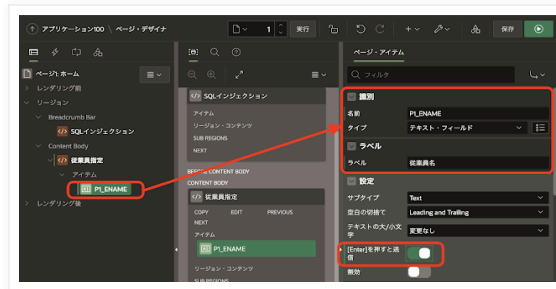 アプリケーション100 \ ページ・デザイナ
1
実行
保存
ページ1: ホーム
レンダリング前
リージョン
Breadcrumb Bar
SQLインジェクション
Content Body
従業員指定
アイテム
P1_ENAME
レンダリング後
SQLインジェクション
アイテム
リージョン・コンテンツ
SUB REGIONS
NEXT
BEFORE CONTENT BODY
CONTENT BODY
従業員指定
COPY EDIT PREVIOUS
NEXT
アイテム
P1_ENAME
リージョン・コンテンツ
SUB REGIONS
ページ・アイテム
フィルタ
識別
名前 P1_ENAME
タイプ テキスト・フィールド
ラベル
ラベル 従業員名
設定
サブタイプ Text
空白の切捨て Leading and Trailing
テキストの大/小文字 変更なし
[Enter]を押すと送信
無効